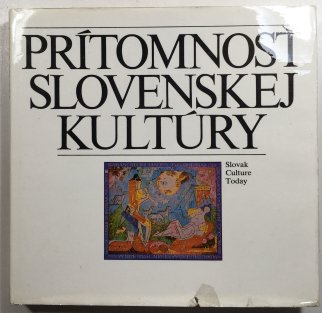 PRÍTOMNOSŤ
SLOVENSKEJ
KULTÚRY
Slovak
Culture
Today